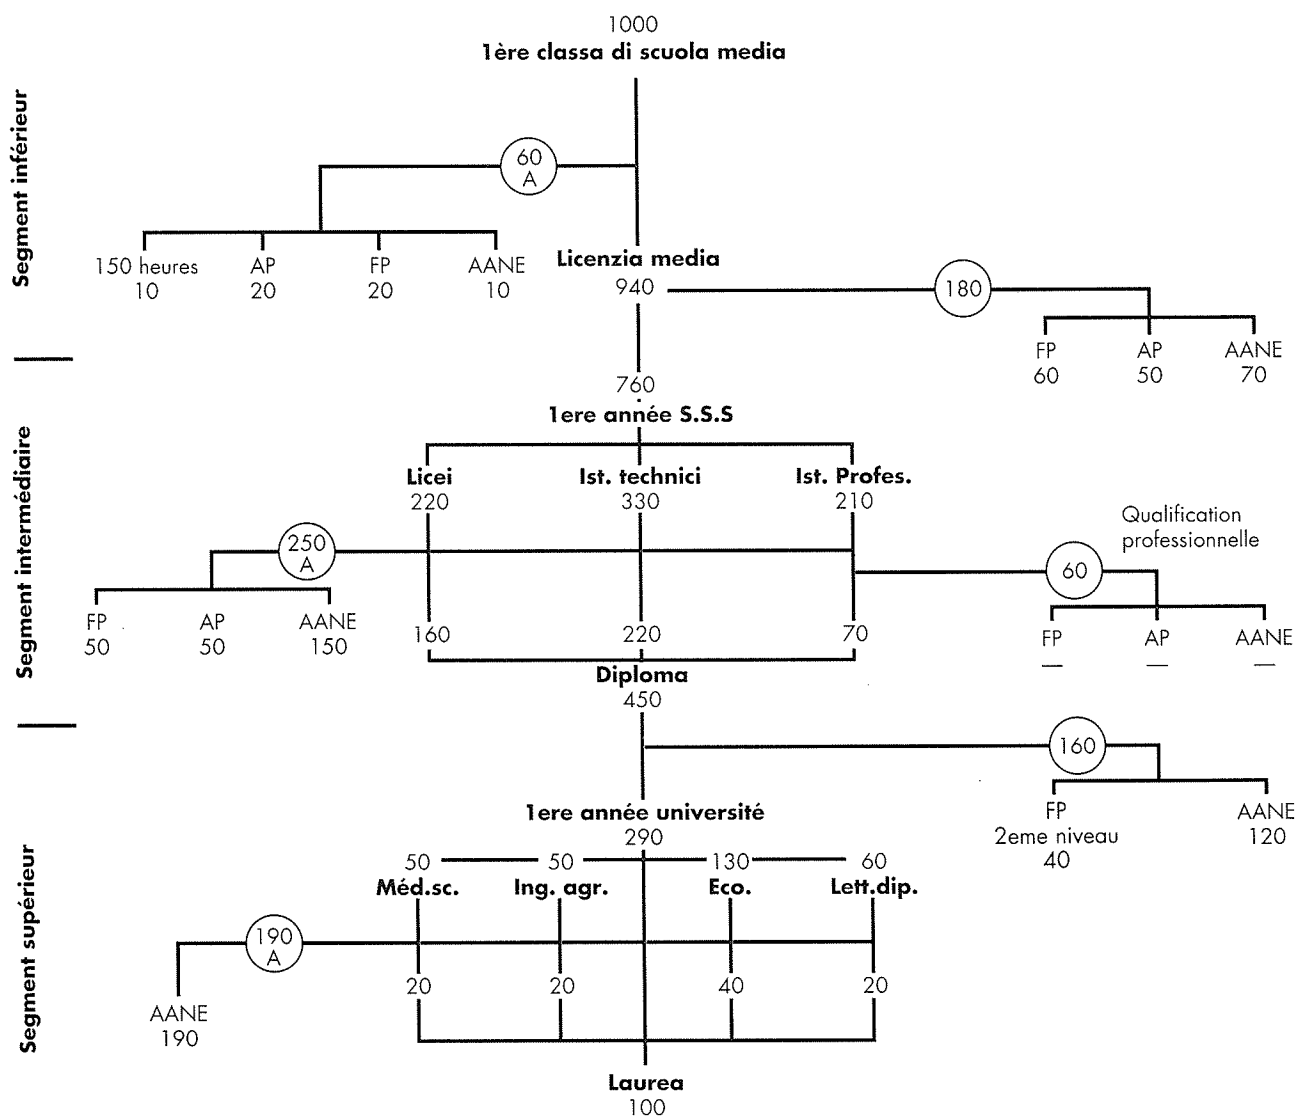 1000
1ère classa di scuola media
Segment inférieur
60
A
150 heures AP FP AANE
10 20 20 10
Licenzia media
940
180
FP AP AANE
60 50 70
760
1ere année S.S.S
Segment intermédiaire
Licei Ist. technici Ist. Profes.
220 330 210
250
A
Qualification
professionnelle
60
FP AP AANE
50 50 150
160 220 70
FP AP AANE
— — —
Diploma
450
160
Segment supérieur
1ere année université
290
FP AANE
2eme niveau 120
40
50 50 130 60
Méd.sc. Ing. agr. Eco. Lett.dip.
190
A
20 20 40 20
AANE
190
Laurea
100